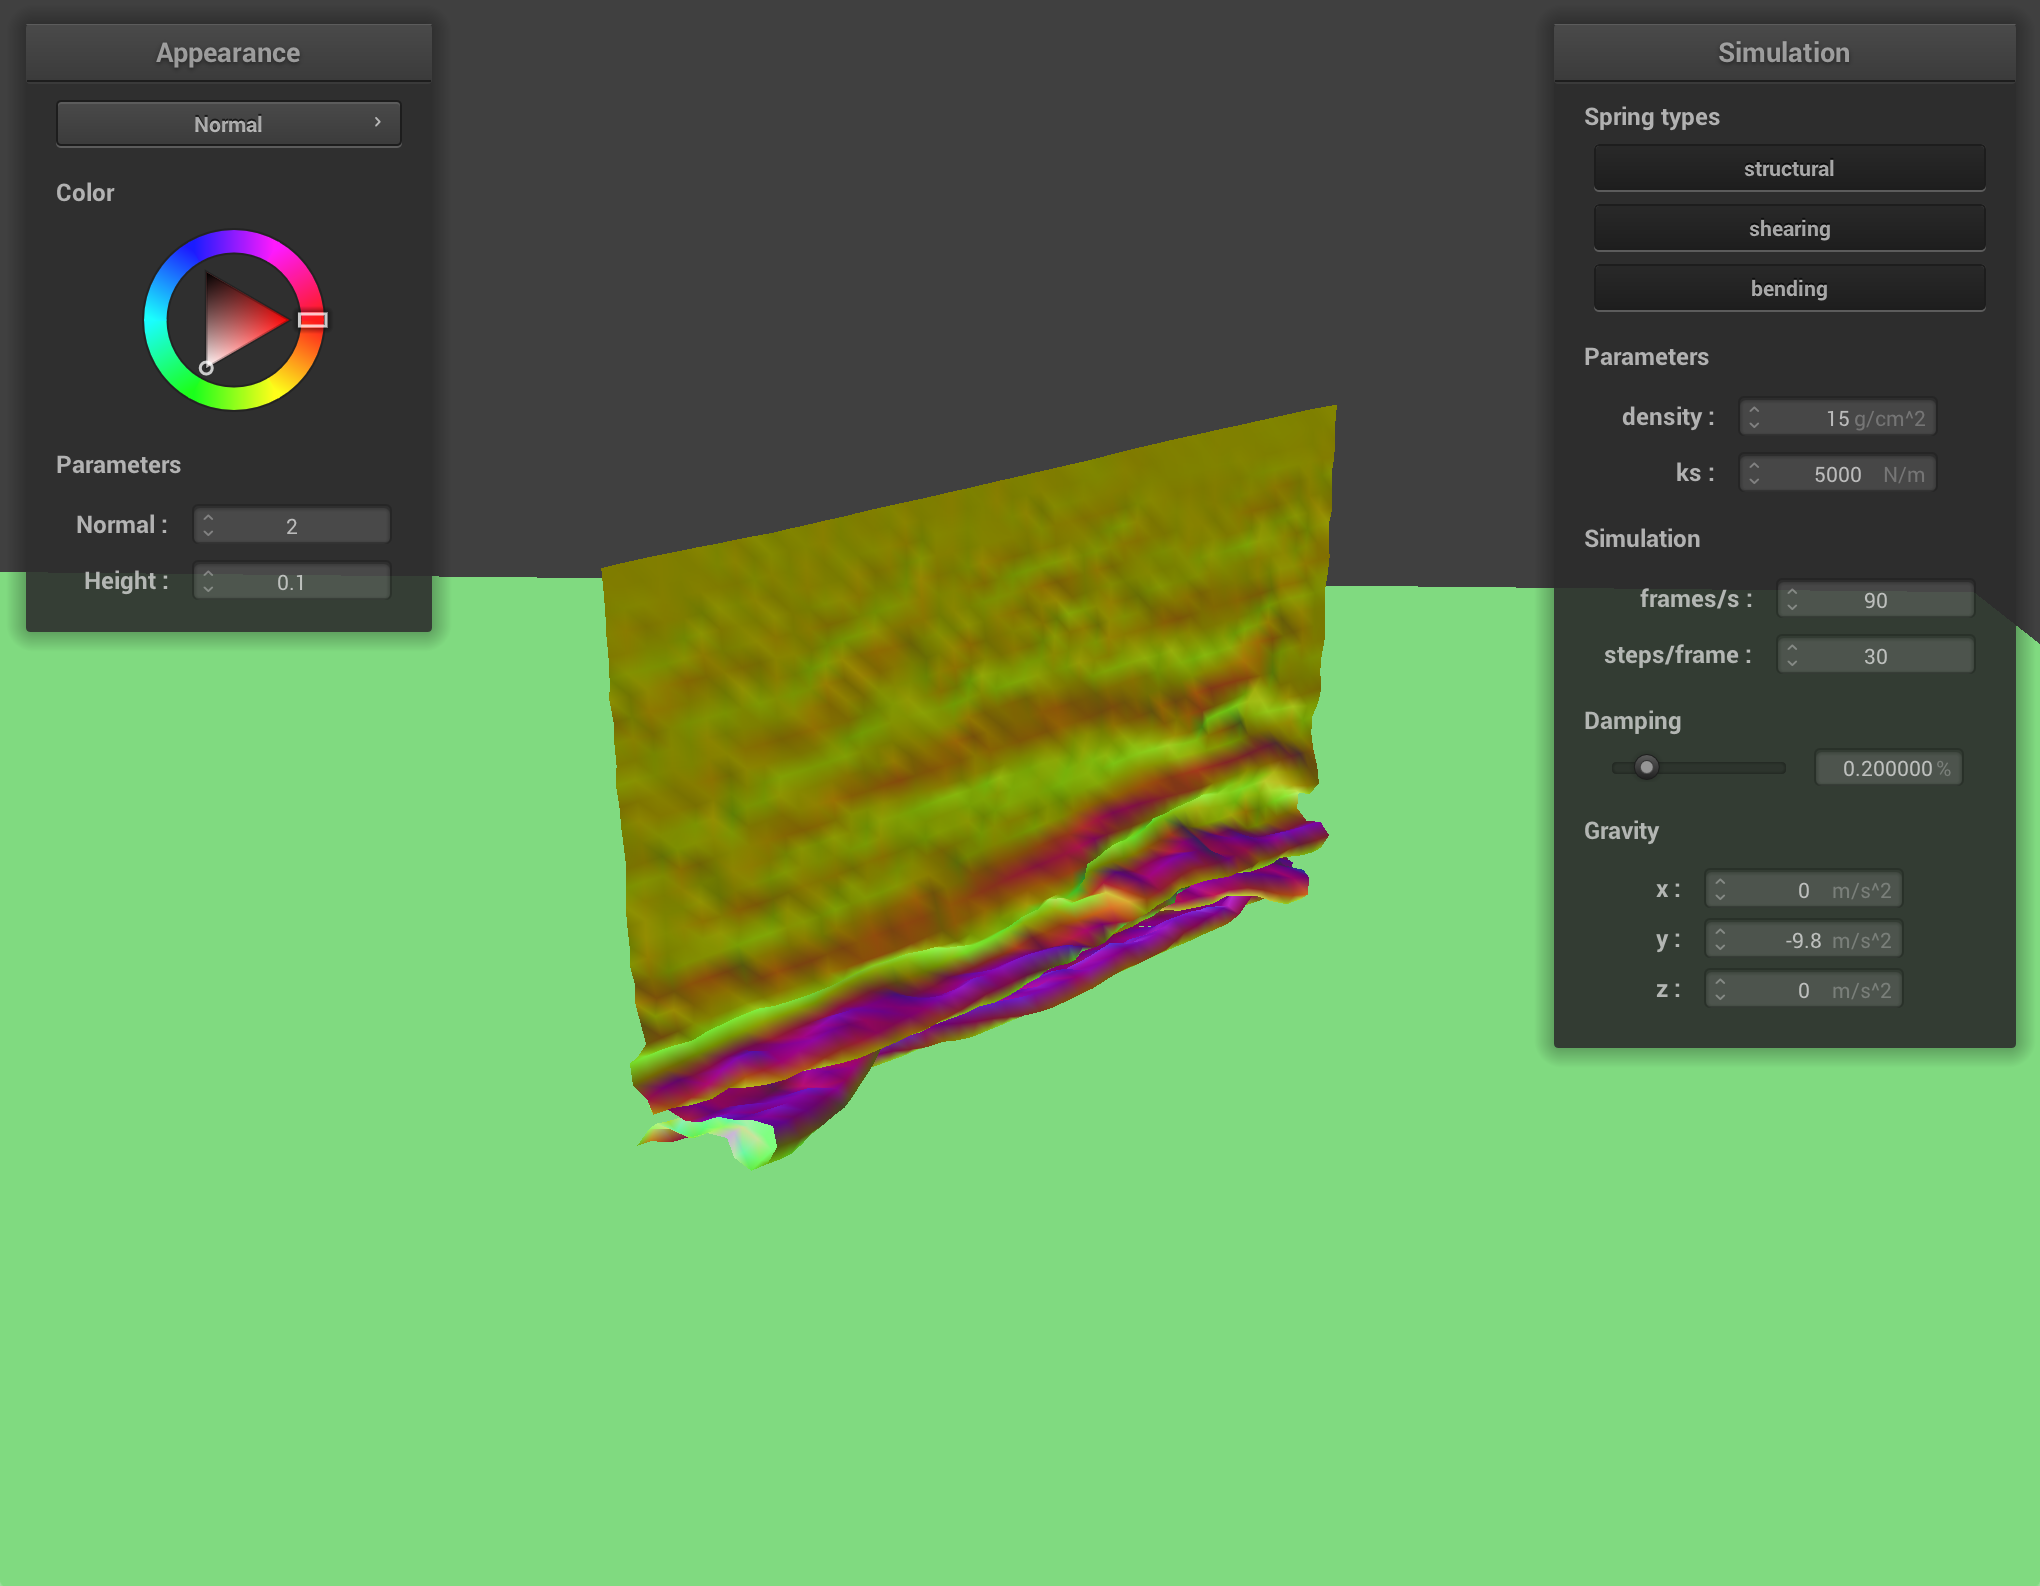 Appearance
Normal
Color
Parameters
Normal : 2
Height : 0.1
Simulation
Spring types
structural
shearing
bending
Parameters
density : 15 g/cm^2
ks : 5000 N/m
Simulation
frames/s : 90
steps/frame : 30
Damping
0.200000 %
Gravity
x : 0 m/s^2
y : -9.8 m/s^2
z : 0 m/s^2